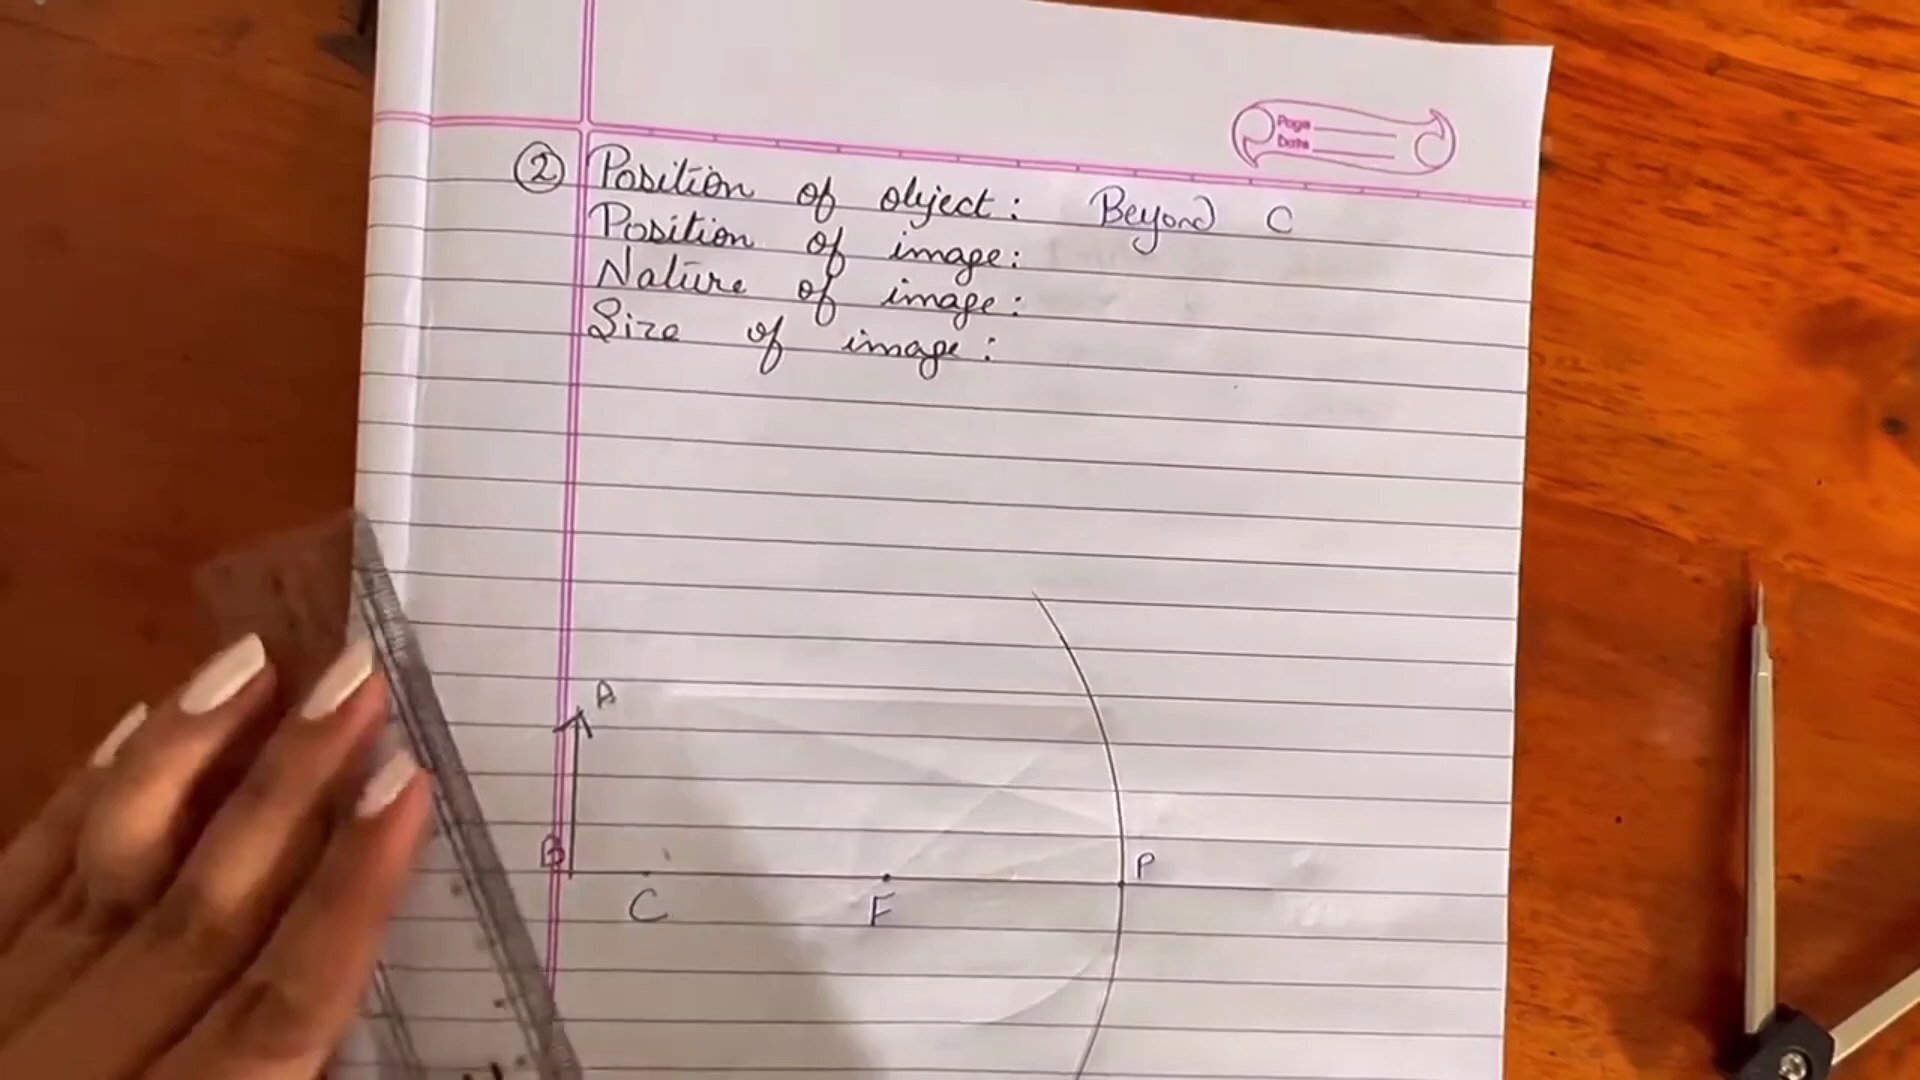 Page
Date
② Position of object: Beyond C
Position of image:
Nature of image:
Size of image:
A
B
C
F
P